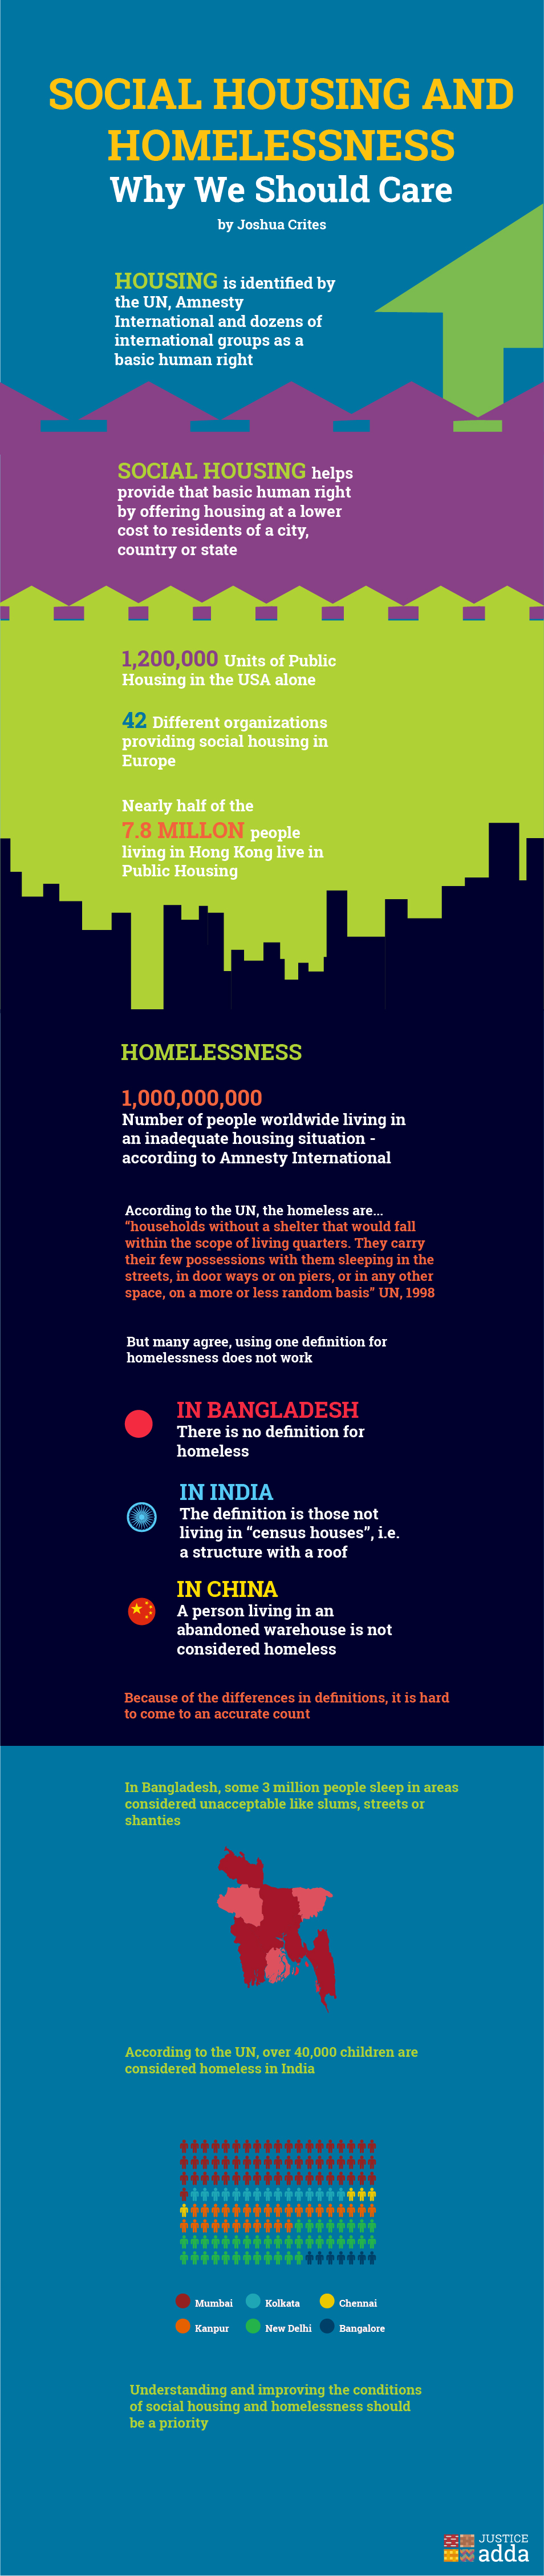 SOCIAL HOUSING AND
HOMELESSNESS
Why We Should Care
by Joshua Crites
HOUSING is identified by
the UN, Amnesty
International and dozens of
international groups as a
basic human right
SOCIAL HOUSING helps
provide that basic human right
by offering housing at a lower
cost to residents of a city,
country or state
1,200,000 Units of Public
Housing in the USA alone
42 Different organizations
providing social housing in
Europe
Nearly half of the
7.8 MILLON people
living in Hong Kong live in
Public Housing
HOMELESSNESS
1,000,000,000
Number of people worldwide living in
an inadequate housing situation -
according to Amnesty International
According to the UN, the homeless are...
“households without a shelter that would fall
within the scope of living quarters. They carry
their few possessions with them sleeping in the
streets, in door ways or on piers, or in any other
space, on a more or less random basis” UN, 1998
But many agree, using one definition for
homelessness does not work
IN BANGLADESH
There is no definition for
homeless
IN INDIA
The definition is those not
living in “census houses”, i.e.
a structure with a roof
IN CHINA
A person living in an
abandoned warehouse is not
considered homeless
Because of the differences in definitions, it is hard
to come to an accurate count
In Bangladesh, some 3 million people sleep in areas
considered unacceptable like slums, streets or
shanties
According to the UN, over 40,000 children are
considered homeless in India
Mumbai Kolkata Chennai
Kanpur New Delhi Bangalore
Understanding and improving the conditions
of social housing and homelessness should
be a priority
JUSTICE
adda